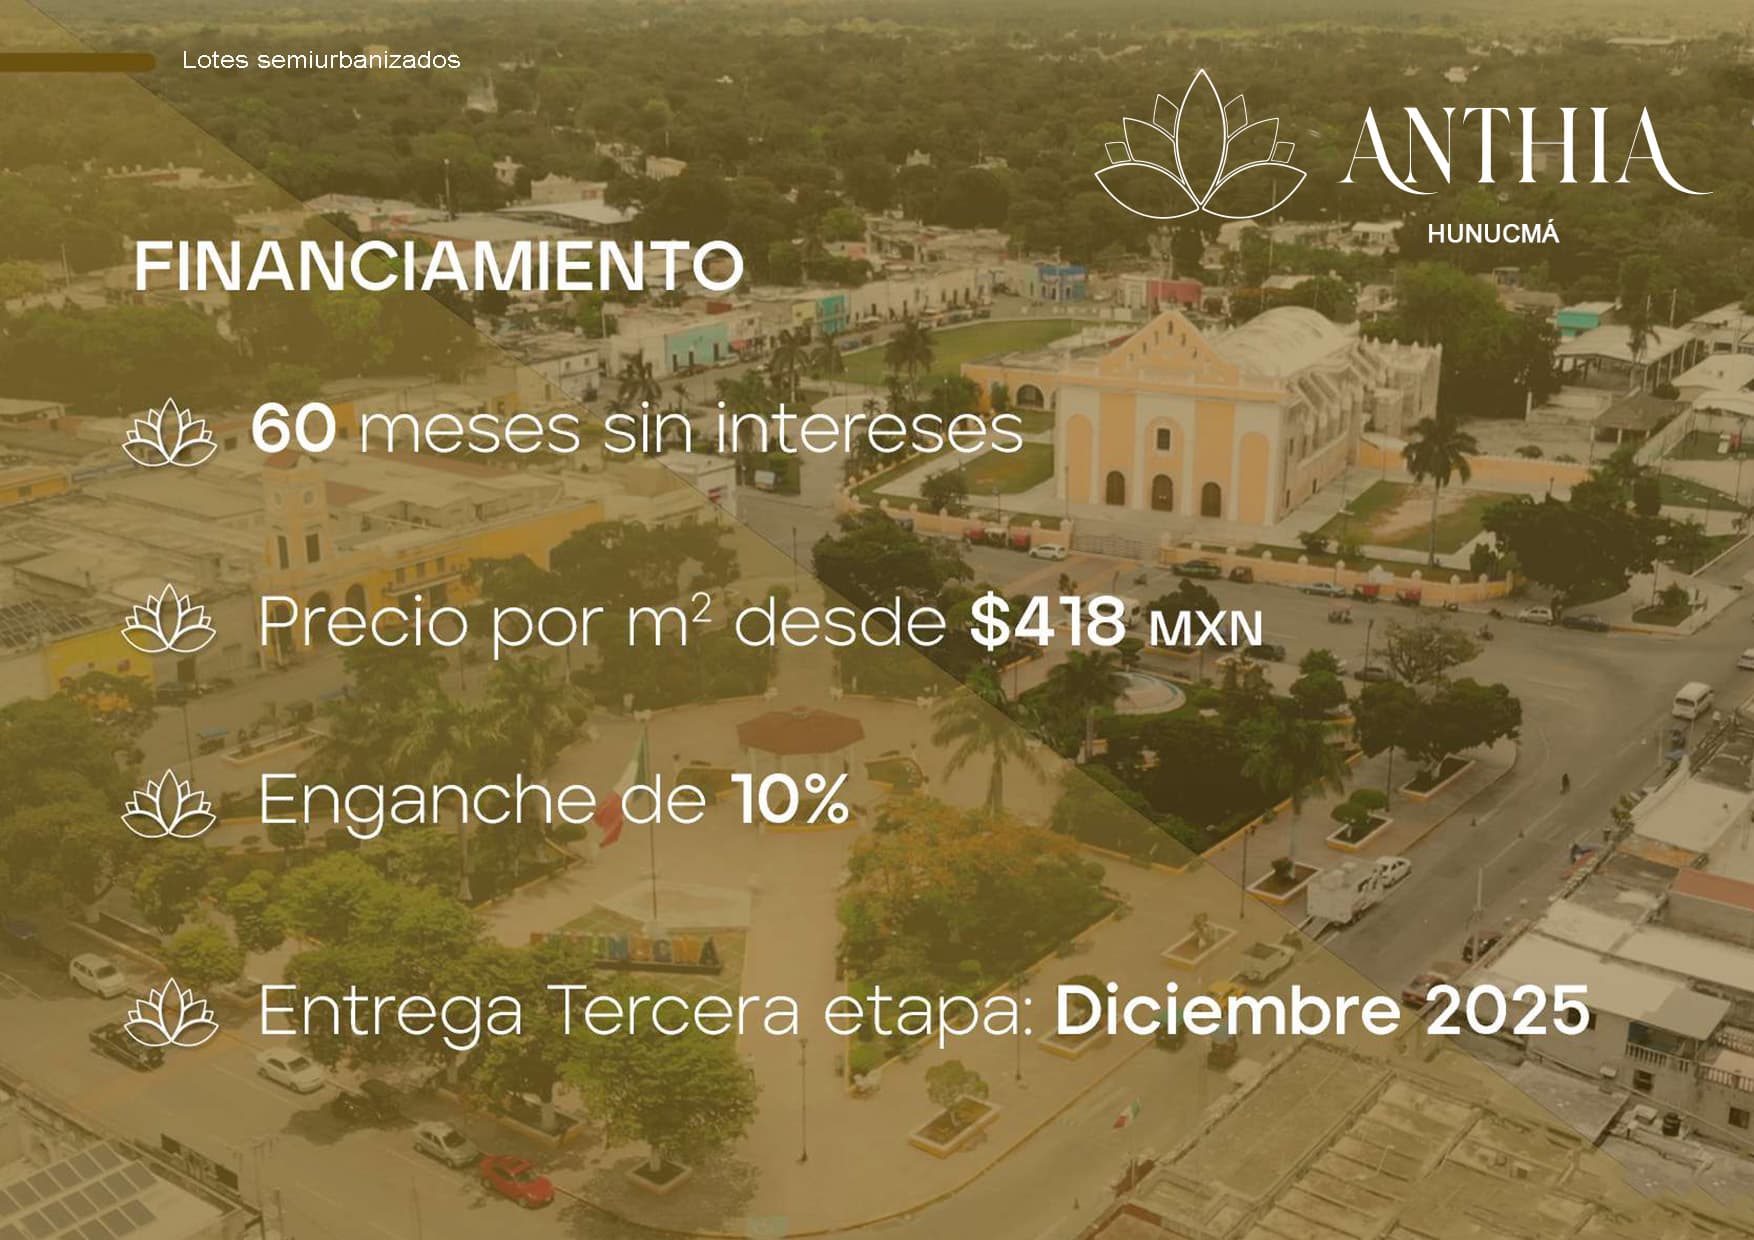 Lotes semiurbanizados
ANTHIA
HUNUCMÁ
FINANCIAMIENTO
60 meses sin intereses
Precio por m² desde $418 MXN
Enganche de 10%
Entrega Tercera etapa: Diciembre 2025